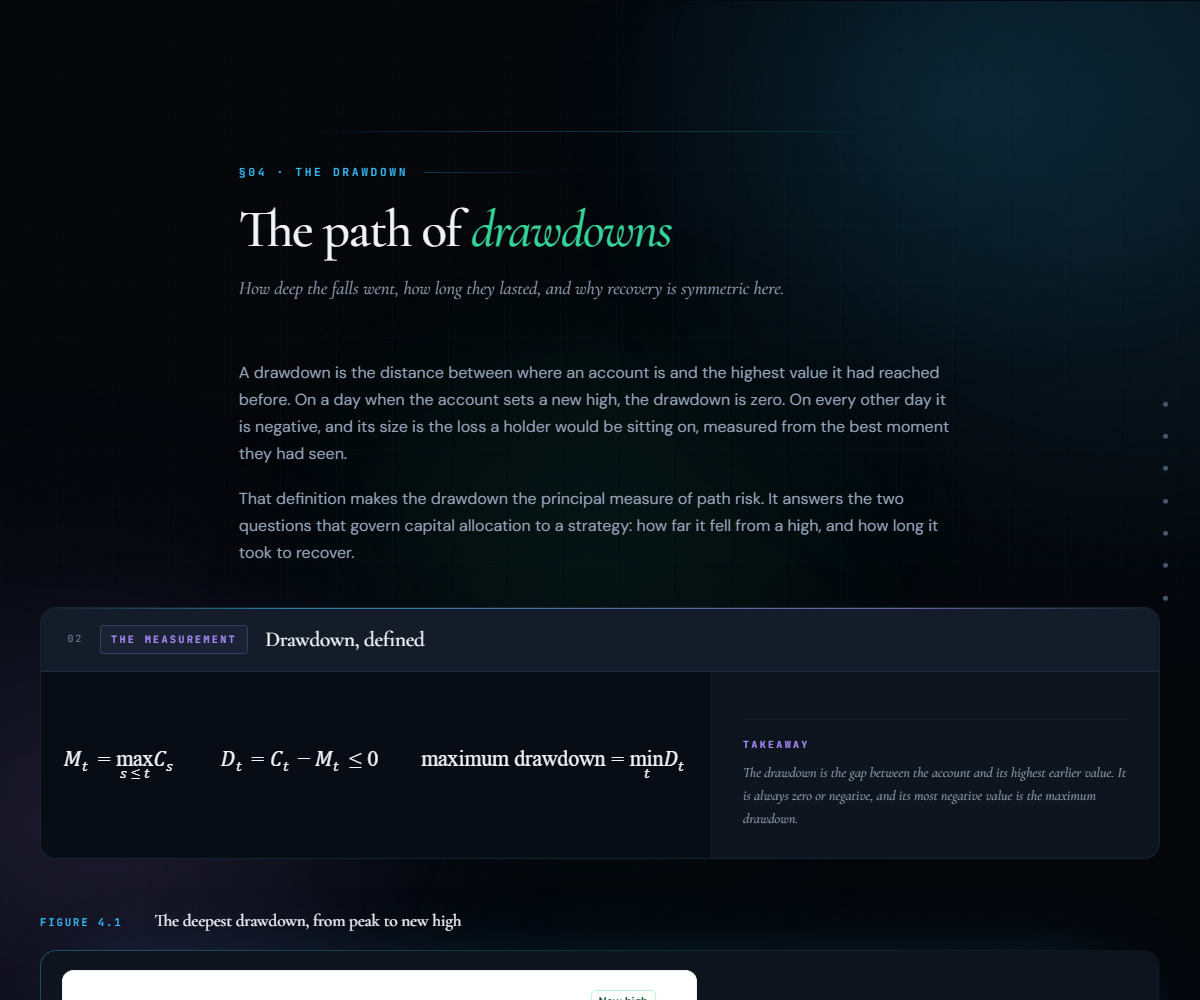 §04 · THE DRAWDOWN
The path of drawdowns
How deep the falls went, how long they lasted, and why recovery is symmetric here.
A drawdown is the distance between where an account is and the highest value it had reached
before. On a day when the account sets a new high, the drawdown is zero. On every other day it
is negative, and its size is the loss a holder would be sitting on, measured from the best moment
they had seen.
That definition makes the drawdown the principal measure of path risk. It answers the two
questions that govern capital allocation to a strategy: how far it fell from a high, and how long it
took to recover.
02 THE MEASUREMENT Drawdown, defined
M_t = max_{s ≤ t} C_s D_t = C_t − M_t ≤ 0 maximum drawdown = min_t D_t
TAKEAWAY
The drawdown is the gap between the account and its highest earlier value. It
is always zero or negative, and its most negative value is the maximum
drawdown.
FIGURE 4.1 The deepest drawdown, from peak to new high
New high